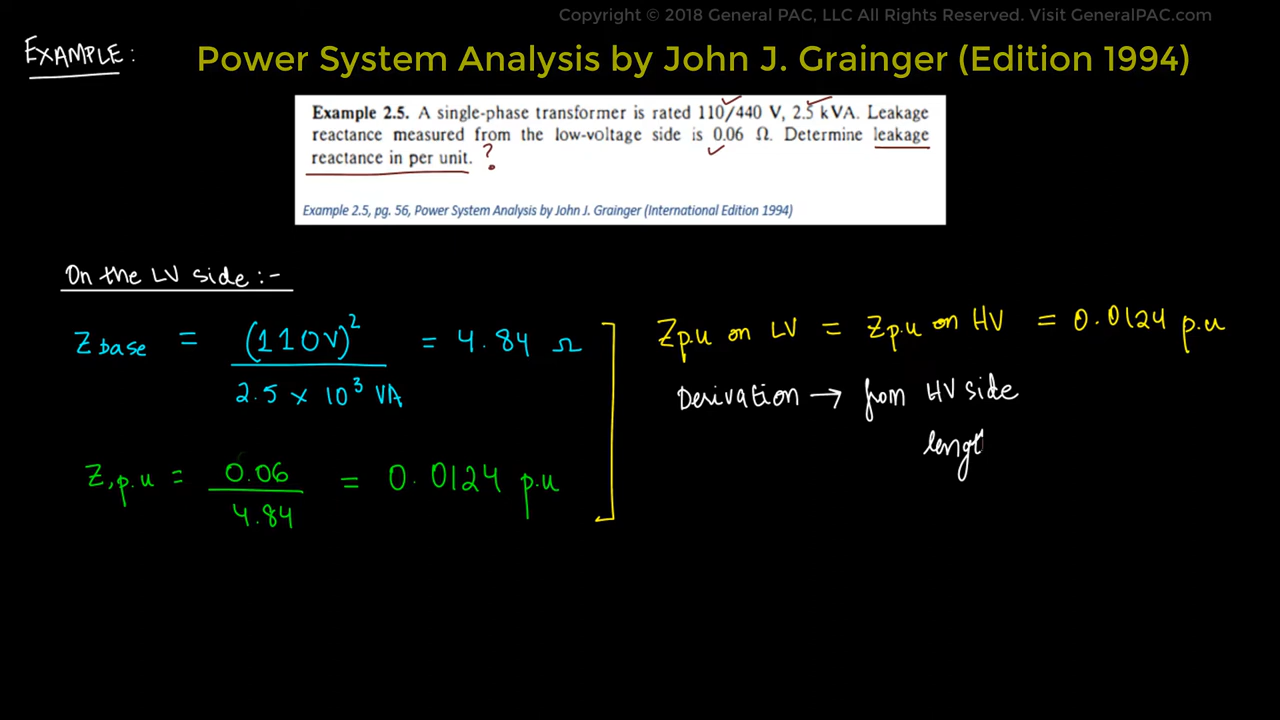 Copyright © 2018 General PAC, LLC All Rights Reserved. Visit GeneralPAC.com
EXAMPLE:
Power System Analysis by John J. Grainger (Edition 1994)
Example 2.5. A single-phase transformer is rated 110/440 V, 2.5 kVA. Leakage
reactance measured from the low-voltage side is 0.06 Ω. Determine leakage
reactance in per unit. ?
Example 2.5, pg. 56, Power System Analysis by John J. Grainger (International Edition 1994)
On the LV side :-
Z base = (110V)² / 2.5 × 10³ VA = 4.84 Ω
Z,p.u = 0.06 / 4.84 = 0.0124 p.u
Zp.u on LV = Zp.u on HV = 0.0124 p.u
Derivation → from HV side
lengt